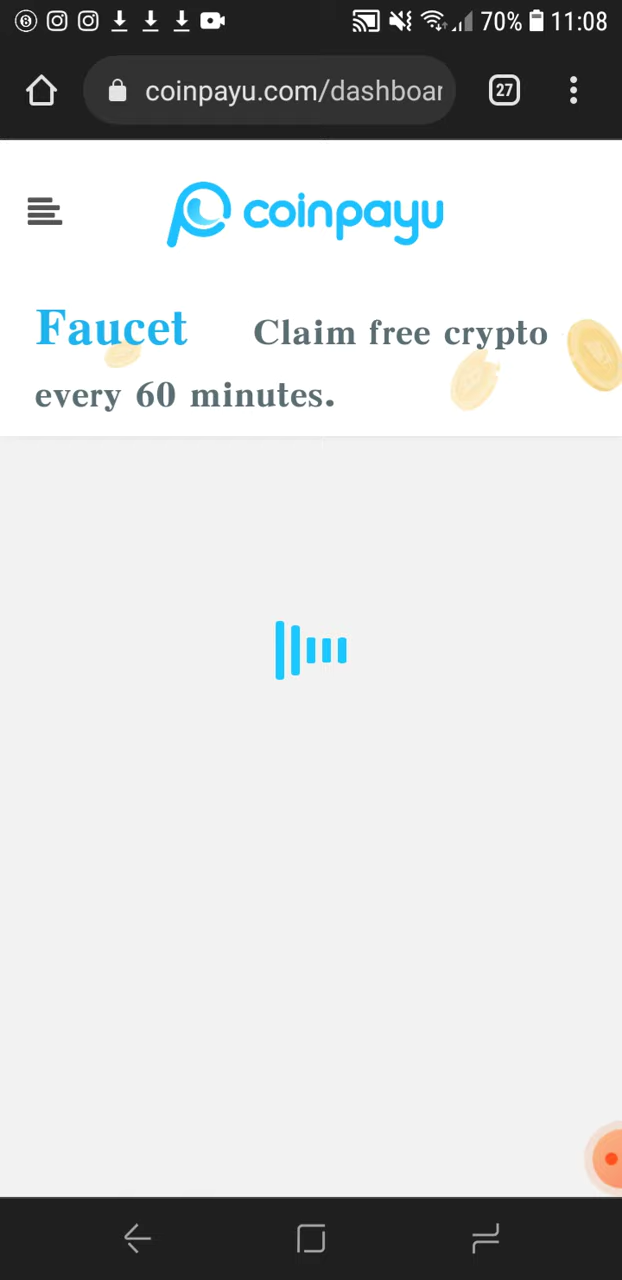 70% 11:08
coinpayu.com/dashboar
27
coinpayu
Faucet Claim free crypto
every 60 minutes.